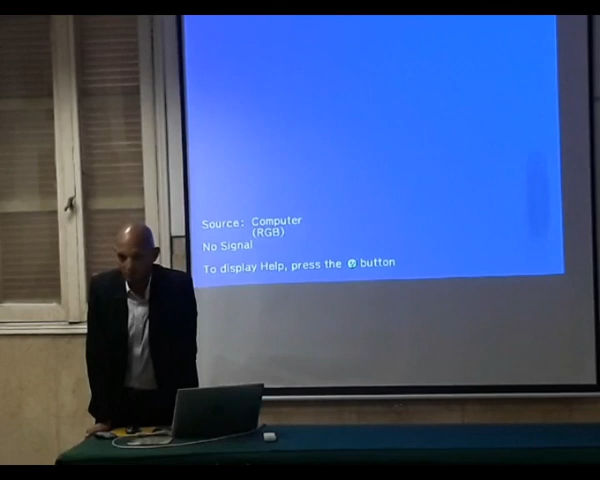 Source: Computer
(RGB)
No Signal
To display Help, press the button